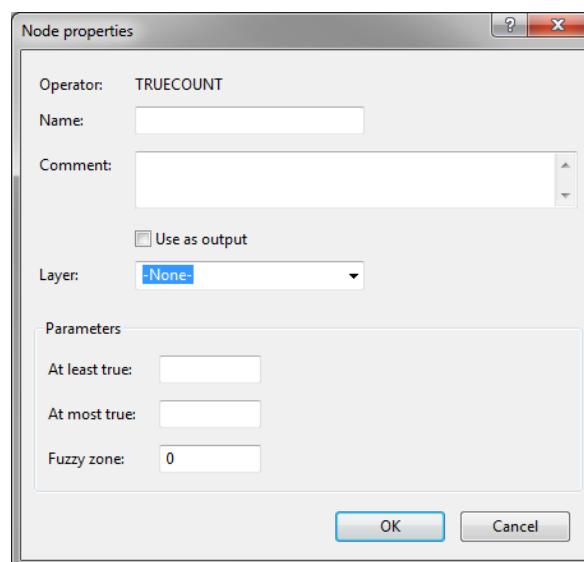 Node properties
?
Operator: TRUECOUNT
Name:
Comment:
Use as output
Layer: -None-
Parameters
At least true:
At most true:
Fuzzy zone: 0
OK Cancel